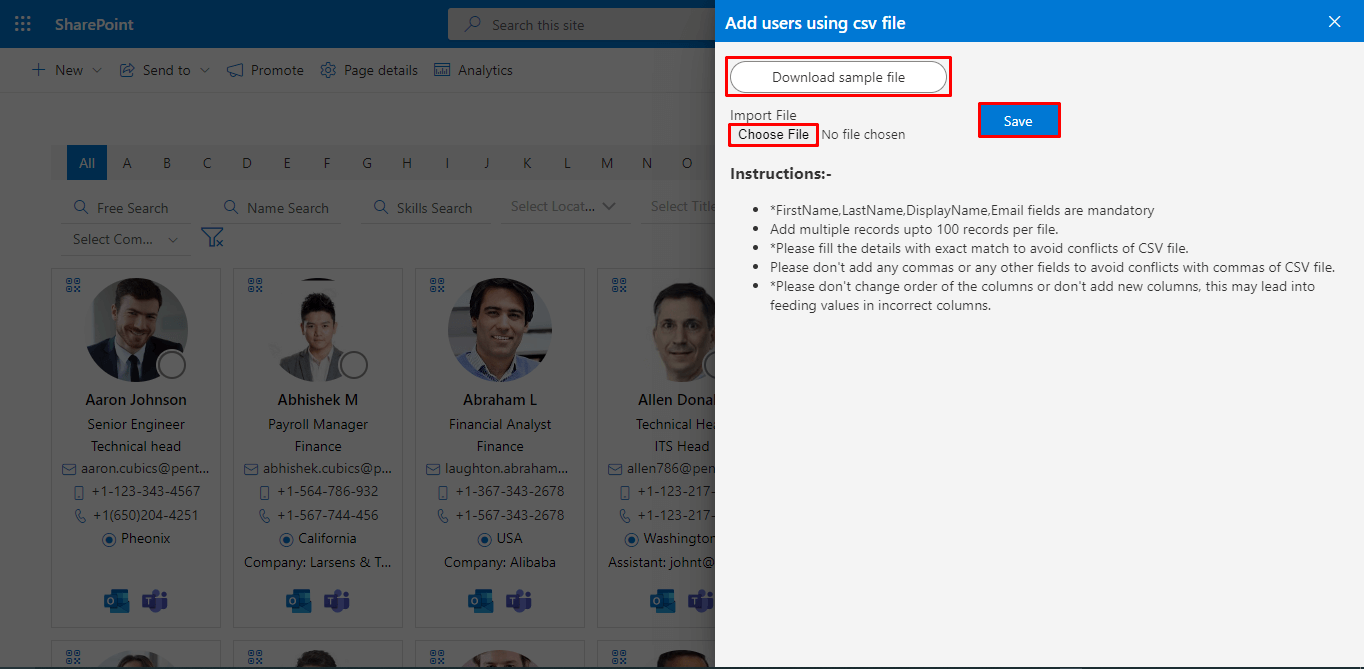 SharePoint
Search this site
New
Send to
Promote
Page details
Analytics
All A B C D E F G H I J K L M N O
Free Search
Name Search
Skills Search
Select Locat...
Select Title
Select Com...
Aaron Johnson
Senior Engineer
Technical head
aaron.cubics@pent...
+1-123-343-4567
+1(650)204-4251
Pheonix
Abhishek M
Payroll Manager
Finance
abhishek.cubics@p...
+1-564-786-932
+1-567-744-456
California
Company: Larsens & T...
Abraham L
Financial Analyst
Finance
laughton.abraham...
+1-367-343-2678
+1-567-343-2678
USA
Company: Alibaba
Allen Dona
Technical Hea
ITS Head
allen786@pen
+1-123-217-
+1-123-217-
Washington
Assistant: johnt@
Add users using csv file
Download sample file
Import File
Choose File No file chosen
Save
Instructions:-
*FirstName,LastName,DisplayName,Email fields are mandatory
Add multiple records upto 100 records per file.
*Please fill the details with exact match to avoid conflicts of CSV file.
Please don't add any commas or any other fields to avoid conflicts with commas of CSV file.
*Please don't change order of the columns or don't add new columns, this may lead into
feeding values in incorrect columns.